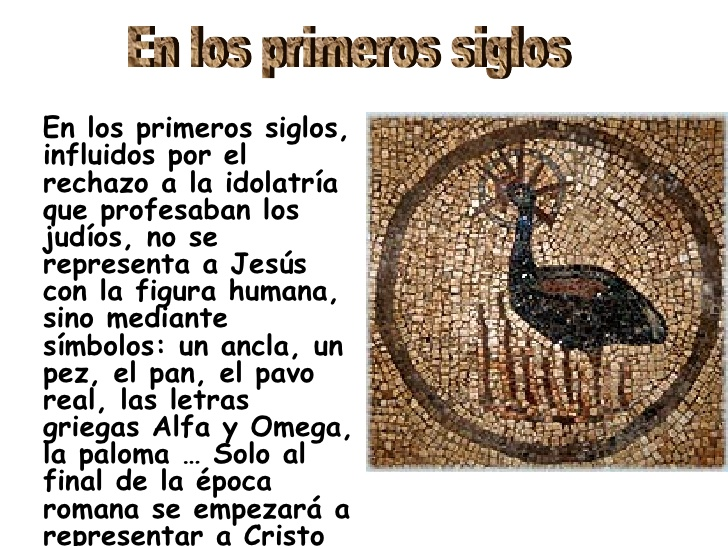 En los primeros siglos
En los primeros siglos,
influidos por el
rechazo a la idolatría
que profesaban los
judíos, no se
representa a Jesús
con la figura humana,
sino mediante
símbolos: un ancla, un
pez, el pan, el pavo
real, las letras
griegas Alfa y Omega,
la paloma … Solo al
final de la época
romana se empezará a
representar a Cristo